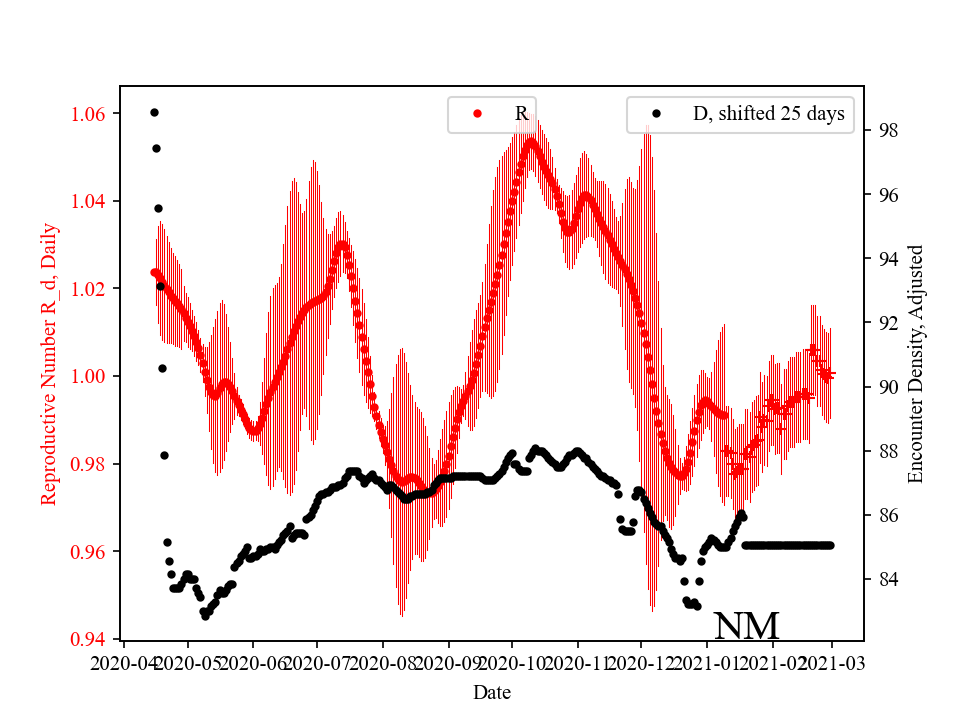 R
D, shifted 25 days
1.06
1.04
1.02
1.00
0.98
0.96
0.94
Reproductive Number R_d, Daily
98
96
94
92
90
88
86
84
Encounter Density, Adjusted
NM
2020-04 2020-05 2020-06 2020-07 2020-08 2020-09 2020-10 2020-11 2020-12 2021-01 2021-02 2021-03
Date